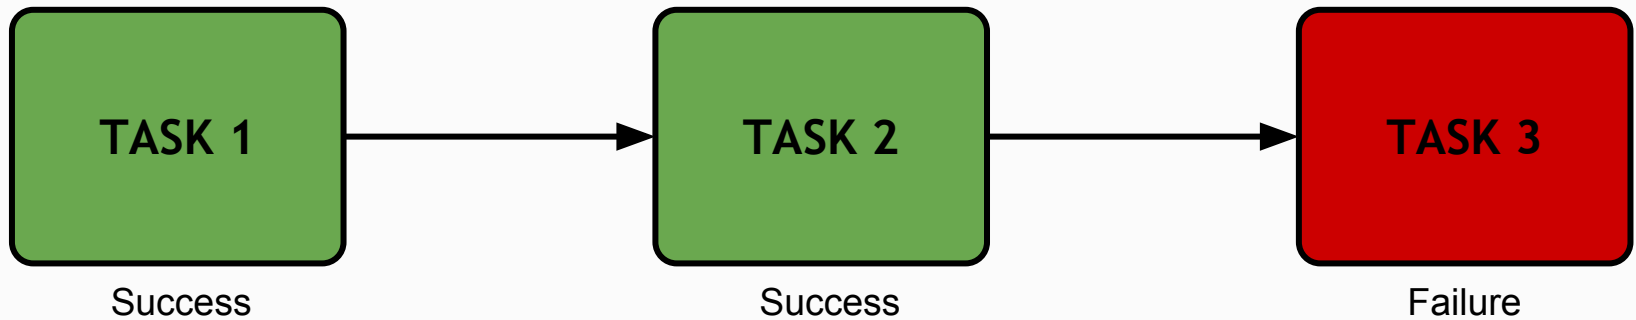 TASK 1
TASK 2
TASK 3
Success
Success
Failure